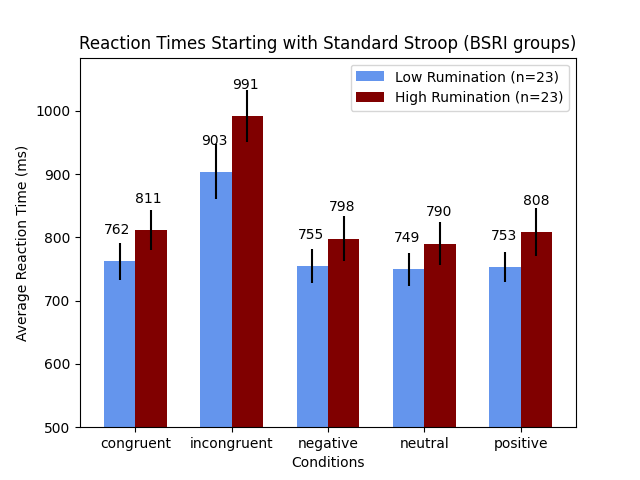 Reaction Times Starting with Standard Stroop (BSRI groups)
Low Rumination (n=23)
High Rumination (n=23)
Average Reaction Time (ms)
1000
900
800
700
600
500
762
811
903
991
755
798
749
790
753
808
congruent
incongruent
negative
neutral
positive
Conditions